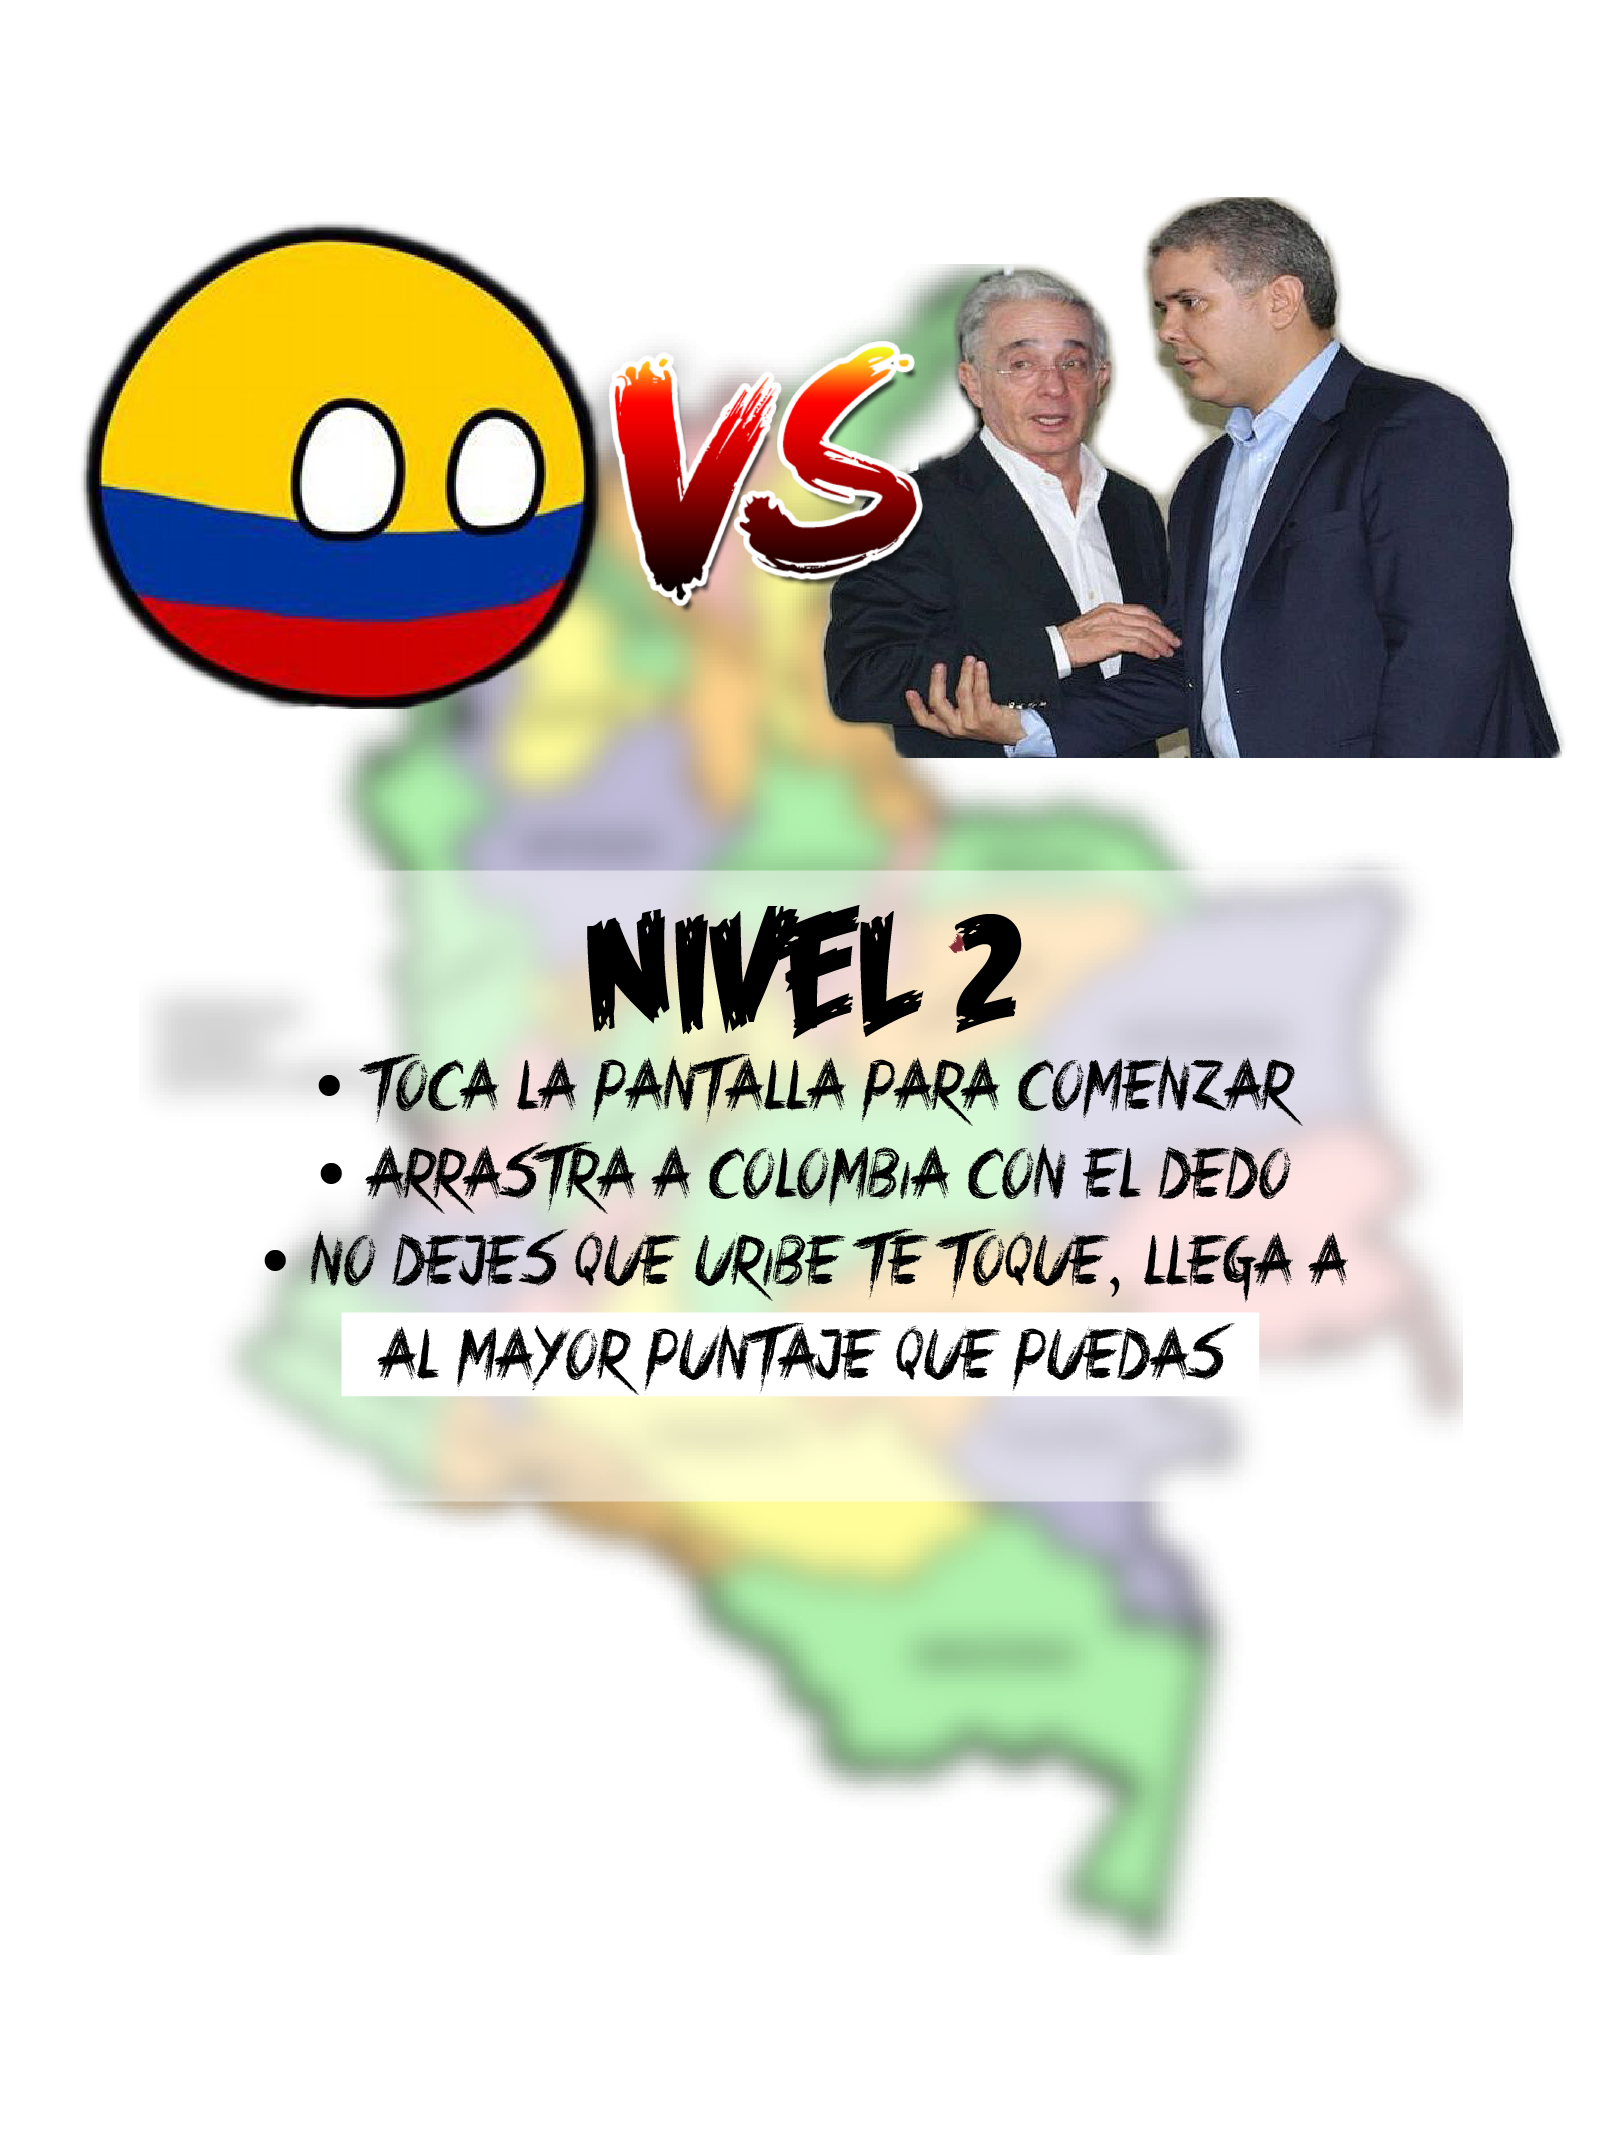 VS
NIVEL 2
• TOCA LA PANTALLA PARA COMENZAR
• ARRASTRA A COLOMBIA CON EL DEDO
• NO DEJES QUE URIBE TE TOQUE, LLEGA A
AL MAYOR PUNTAJE QUE PUEDAS